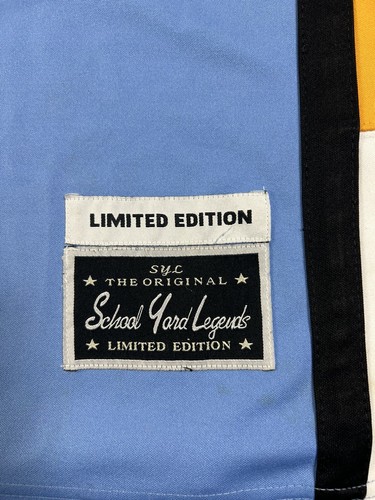 LIMITED EDITION
SYL
★ THE ORIGINAL ★
School Yard Legends
★ LIMITED EDITION ★